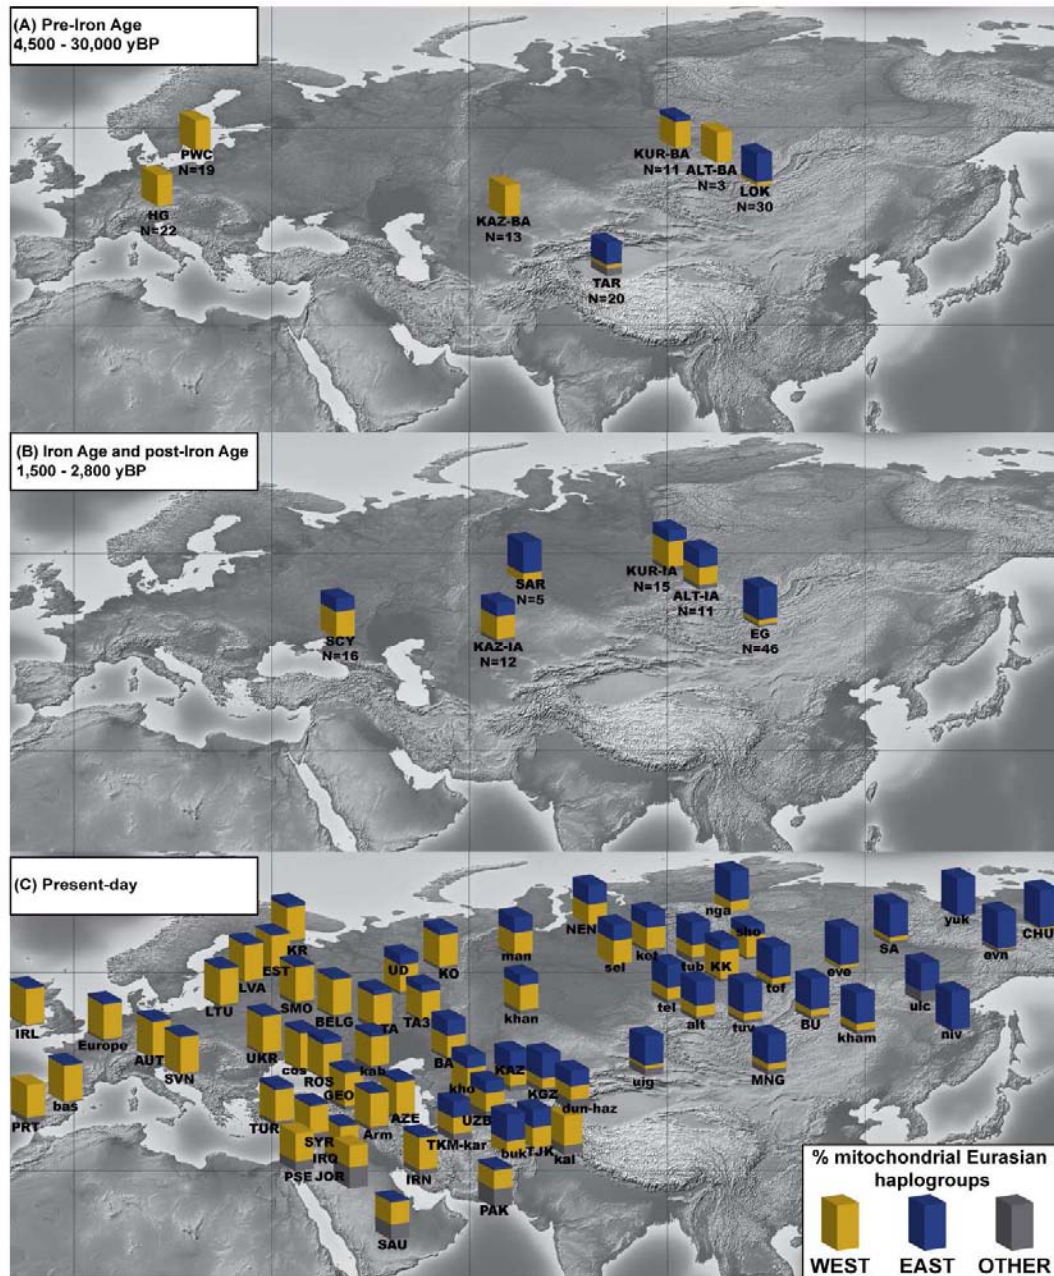 (A) Pre-Iron Age
4,500 - 30,000 yBP
PWC
N=19
HG
N=22
KAZ-BA
N=13
KUR-BA
N=11
ALT-BA
N=3
LOK
N=30
TAR
N=20
(B) Iron Age and post-Iron Age
1,500 - 2,800 yBP
SCY
N=16
SAR
N=5
KAZ-IA
N=12
KUR-IA
N=15
ALT-IA
N=11
EG
N=46
(C) Present-day
nga
yuk
CHU
NEN
SA
evn
KR
man
sel
ket
tub
sho
KK
eve
EST
UD
KO
LVA
tof
ulc
LTU
SMO
BELG
TA
TA3
khan
tel
alt
tuv
BU
kham
niv
IRL
Europe
AUT
SVN
UKR
cos
ROS
kab
BA
uig
MNG
bas
GEO
kho
KAZ
KGZ
dun-haz
PRT
TUR
SYR
Arm
AZE
TKM-kar
UZB
buk
TJK
kal
IRQ
PSE
JOR
IRN
PAK
SAU
% mitochondrial Eurasian
haplogroups
WEST
EAST
OTHER